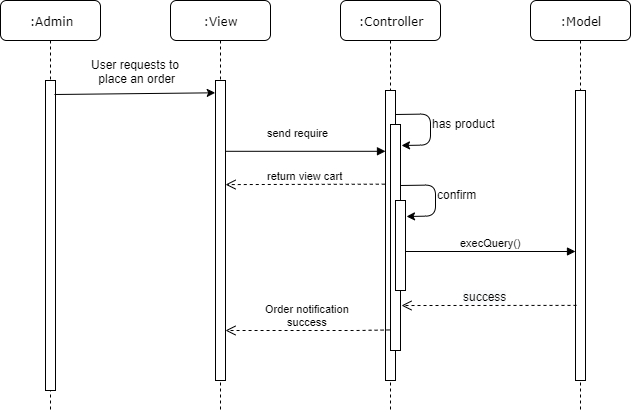 :Admin
:View
:Controller
:Model
User requests to
place an order
has product
send require
return view cart
confirm
execQuery()
success
Order notification
success